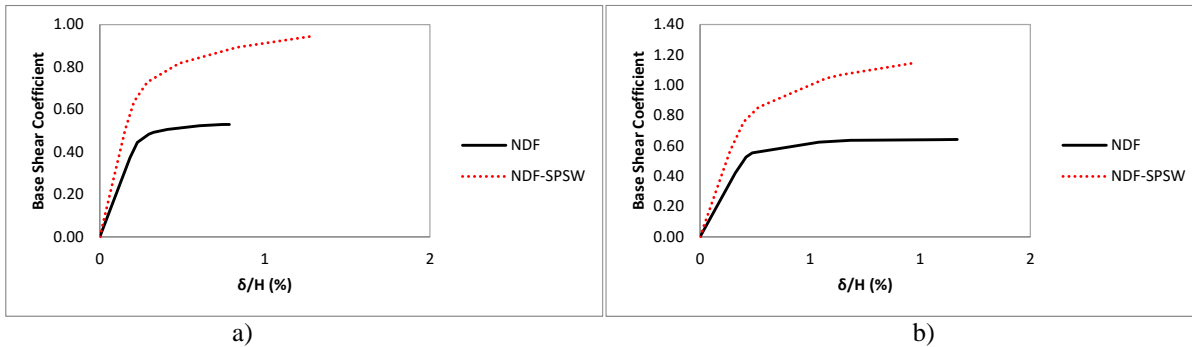 1.00
0.80
0.60
0.40
0.20
0.00
Base Shear Coefficient
0 1 2
δ/H (%)
NDF
NDF-SPSW
a)
1.40
1.20
1.00
0.80
0.60
0.40
0.20
0.00
Base Shear Coefficient
0 1 1 2
δ/H (%)
NDF
NDF-SPSW
b)